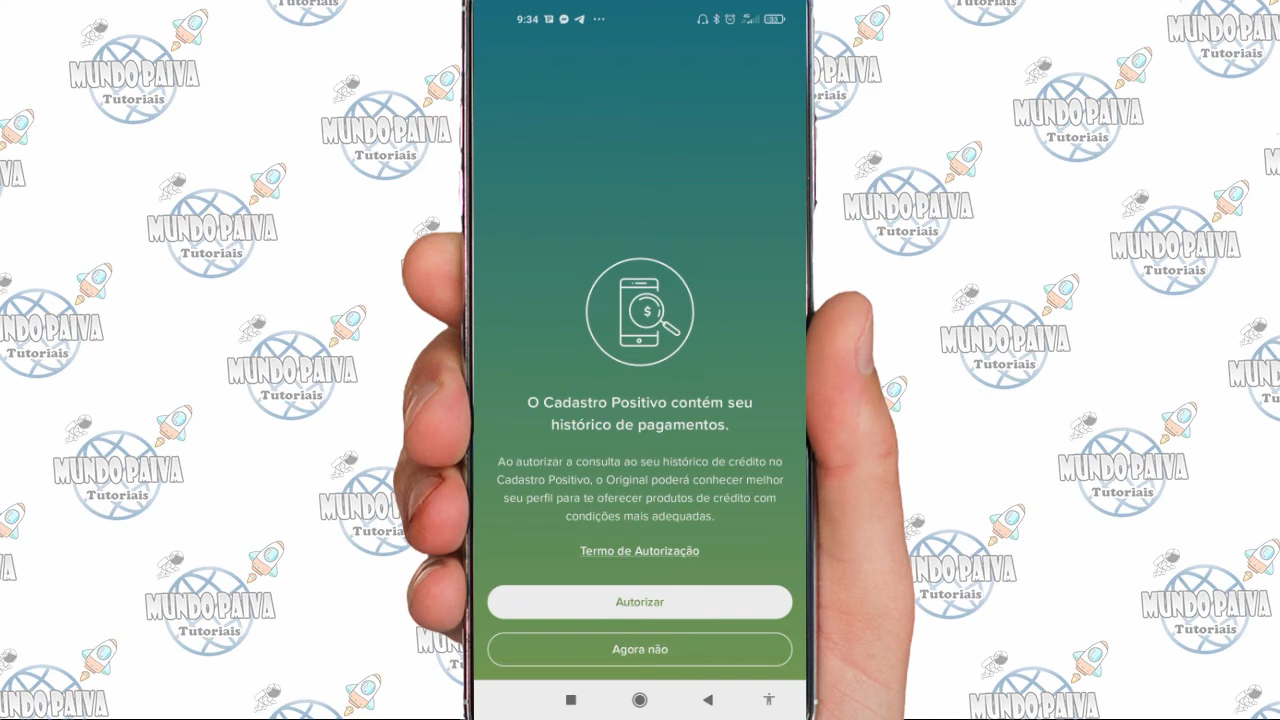 9:34
33
O Cadastro Positivo contém seu
histórico de pagamentos.
Ao autorizar a consulta ao seu histórico de crédito no
Cadastro Positivo, o Original poderá conhecer melhor
seu perfil para te oferecer produtos de crédito com
condições mais adequadas.
Termo de Autorização
Autorizar
Agora não
MUNDO PAIVA
Tutoriais